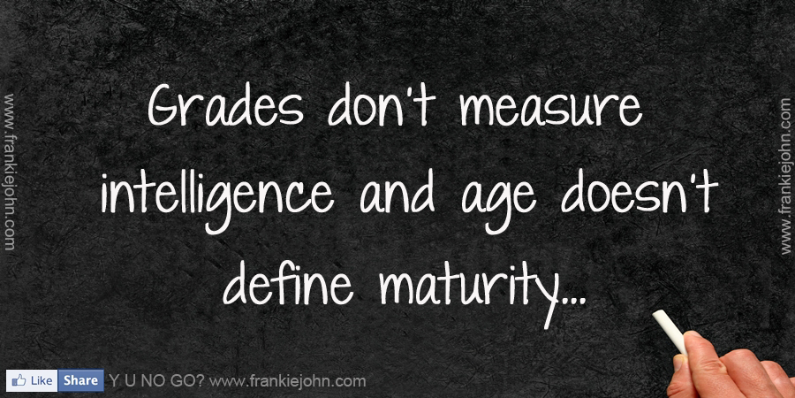 Grades don't measure
intelligence and age doesn't
define maturity...
www.frankiejohn.com
www.frankiejohn.com
Like Share Y U NO GO? www.frankiejohn.com